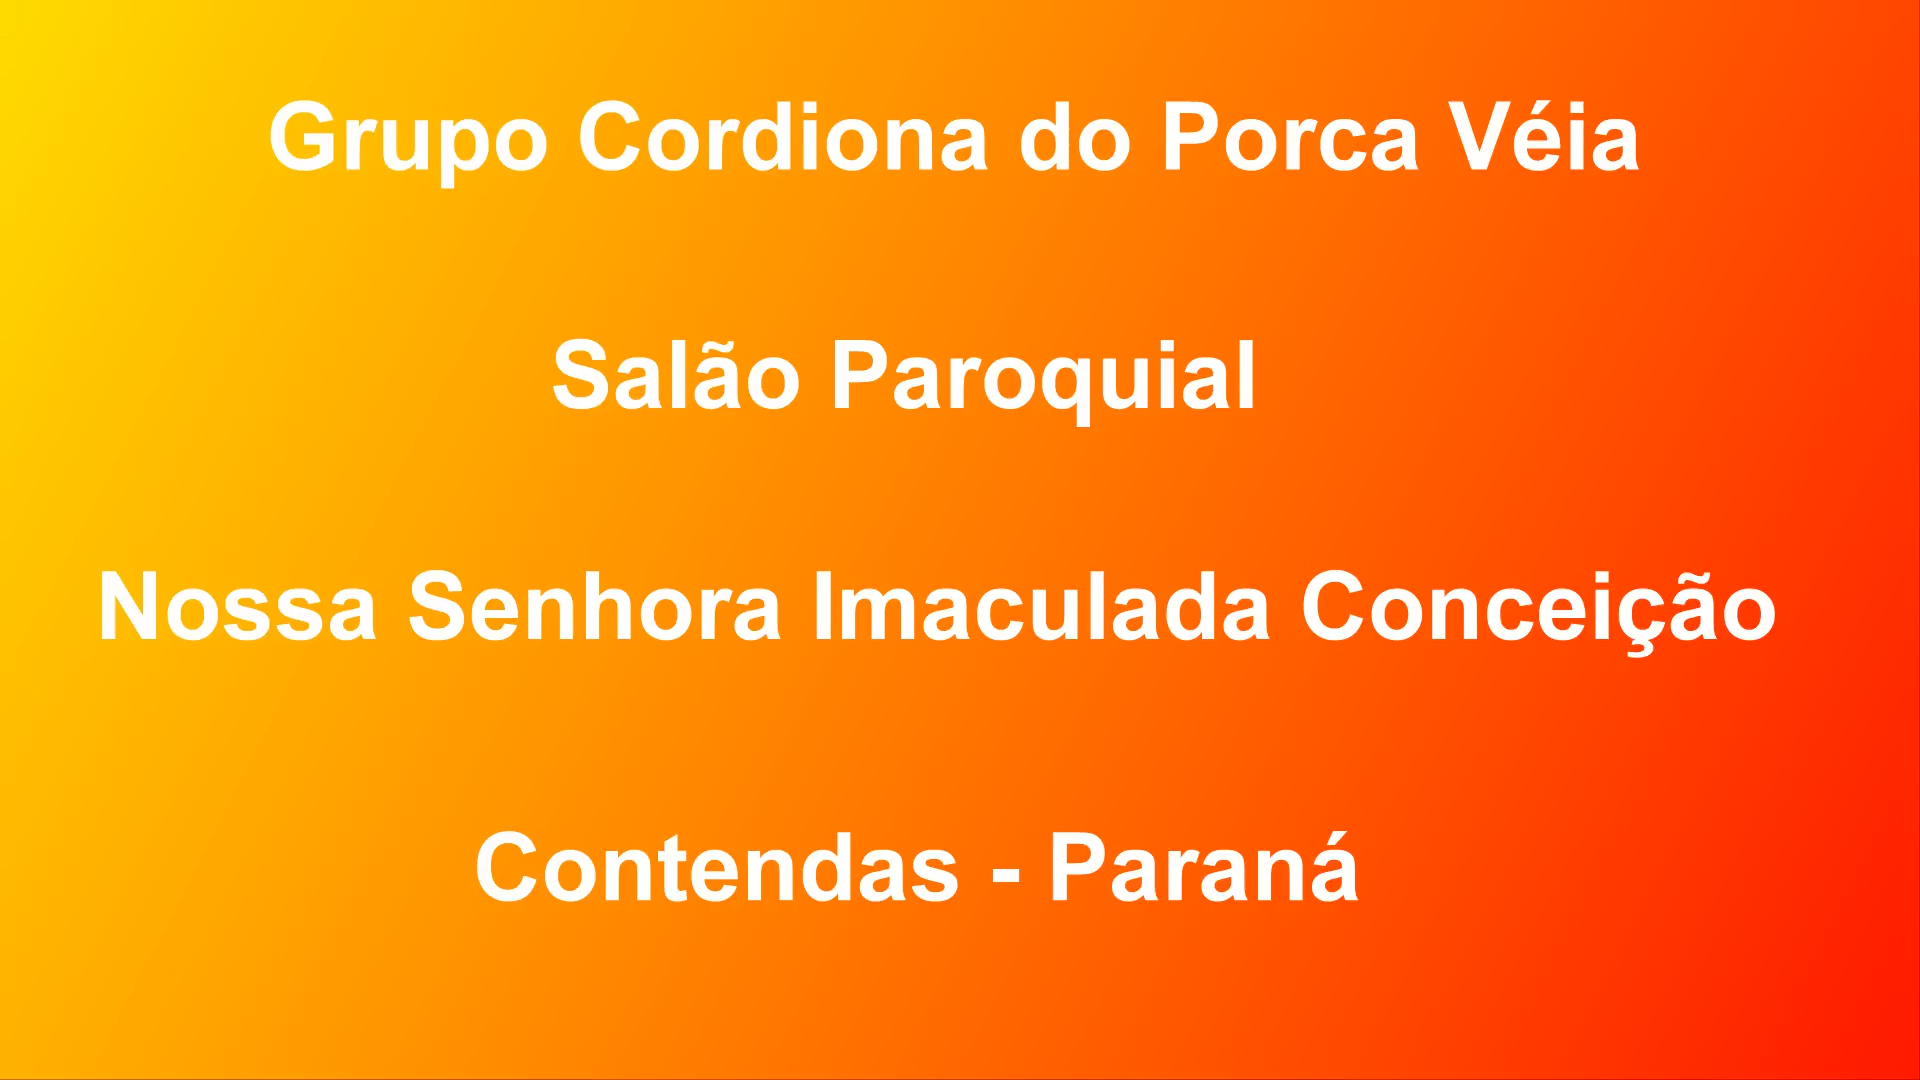 Grupo Cordiona do Porca Véia
Salão Paroquial
Nossa Senhora Imaculada Conceição
Contendas - Paraná